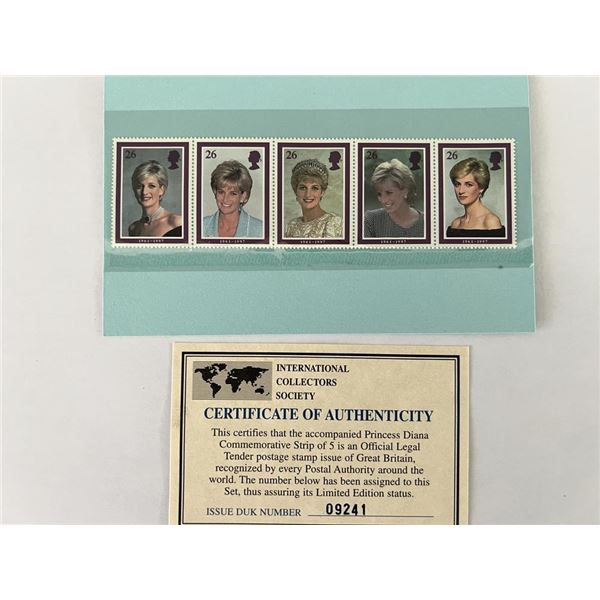 26 26 26 26 26
1961-1997 1961-1997 1961-1997 1961-1997 1961-1997
INTERNATIONAL
COLLECTORS
SOCIETY
CERTIFICATE OF AUTHENTICITY
This certifies that the accompanied Princess Diana
Commemorative Strip of 5 is an Official Legal
Tender postage stamp issue of Great Britain,
recognized by every Postal Authority around the
world. The number below has been assigned to this
Set, thus assuring its Limited Edition status.
ISSUE DUK NUMBER 09241